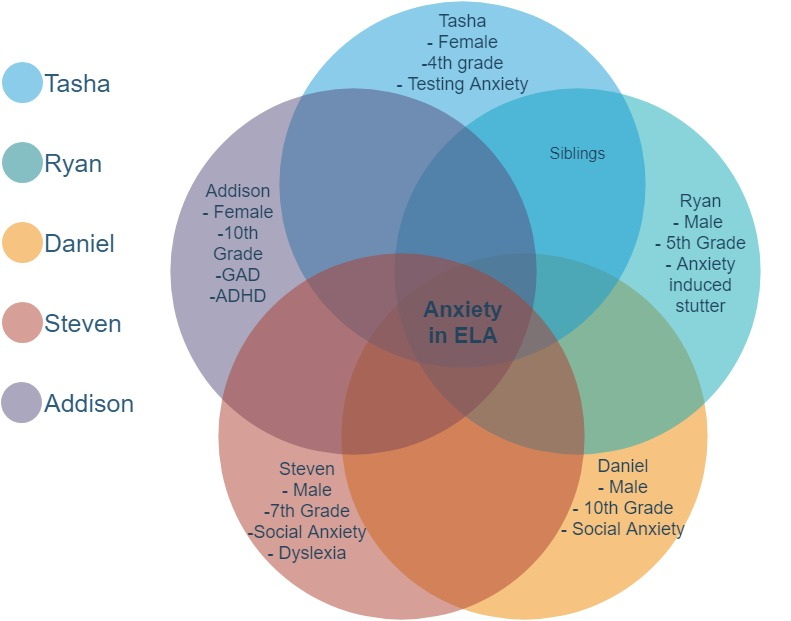 Tasha
Ryan
Daniel
Steven
Addison
Tasha
- Female
-4th grade
- Testing Anxiety
Siblings
Addison
- Female
-10th
Grade
-GAD
-ADHD
Ryan
- Male
- 5th Grade
- Anxiety
induced
stutter
Anxiety
in ELA
Steven
- Male
-7th Grade
-Social Anxiety
- Dyslexia
Daniel
- Male
- 10th Grade
- Social Anxiety